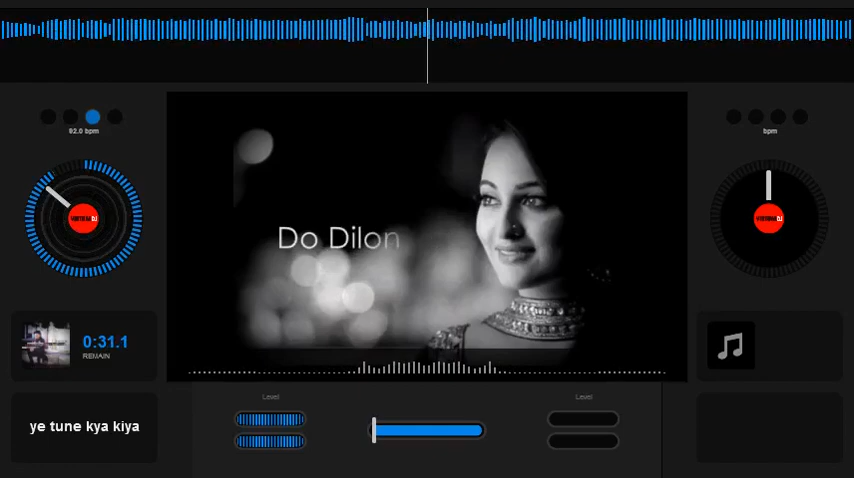 92.0 bpm
bpm
Do Dilon
0:31.1
REMAIN
Level
Level
ye tune kya kiya